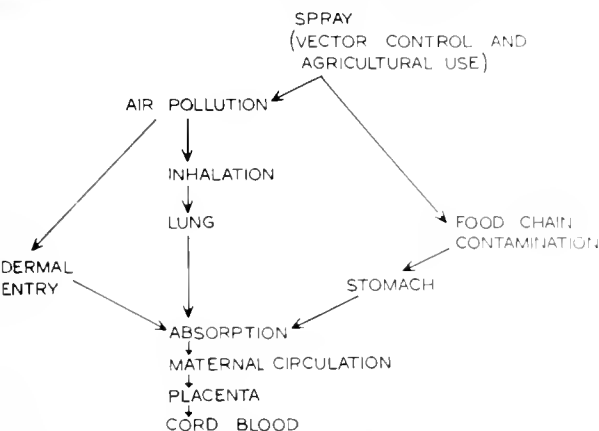 SPRAY
(VECTOR CONTROL AND
AGRICULTURAL USE)
AIR POLLUTION
INHALATION
LUNG
FOOD CHAIN
CONTAMINATION
DERMAL
ENTRY
STOMACH
ABSORPTION
MATERNAL CIRCULATION
PLACENTA
CORD BLOOD